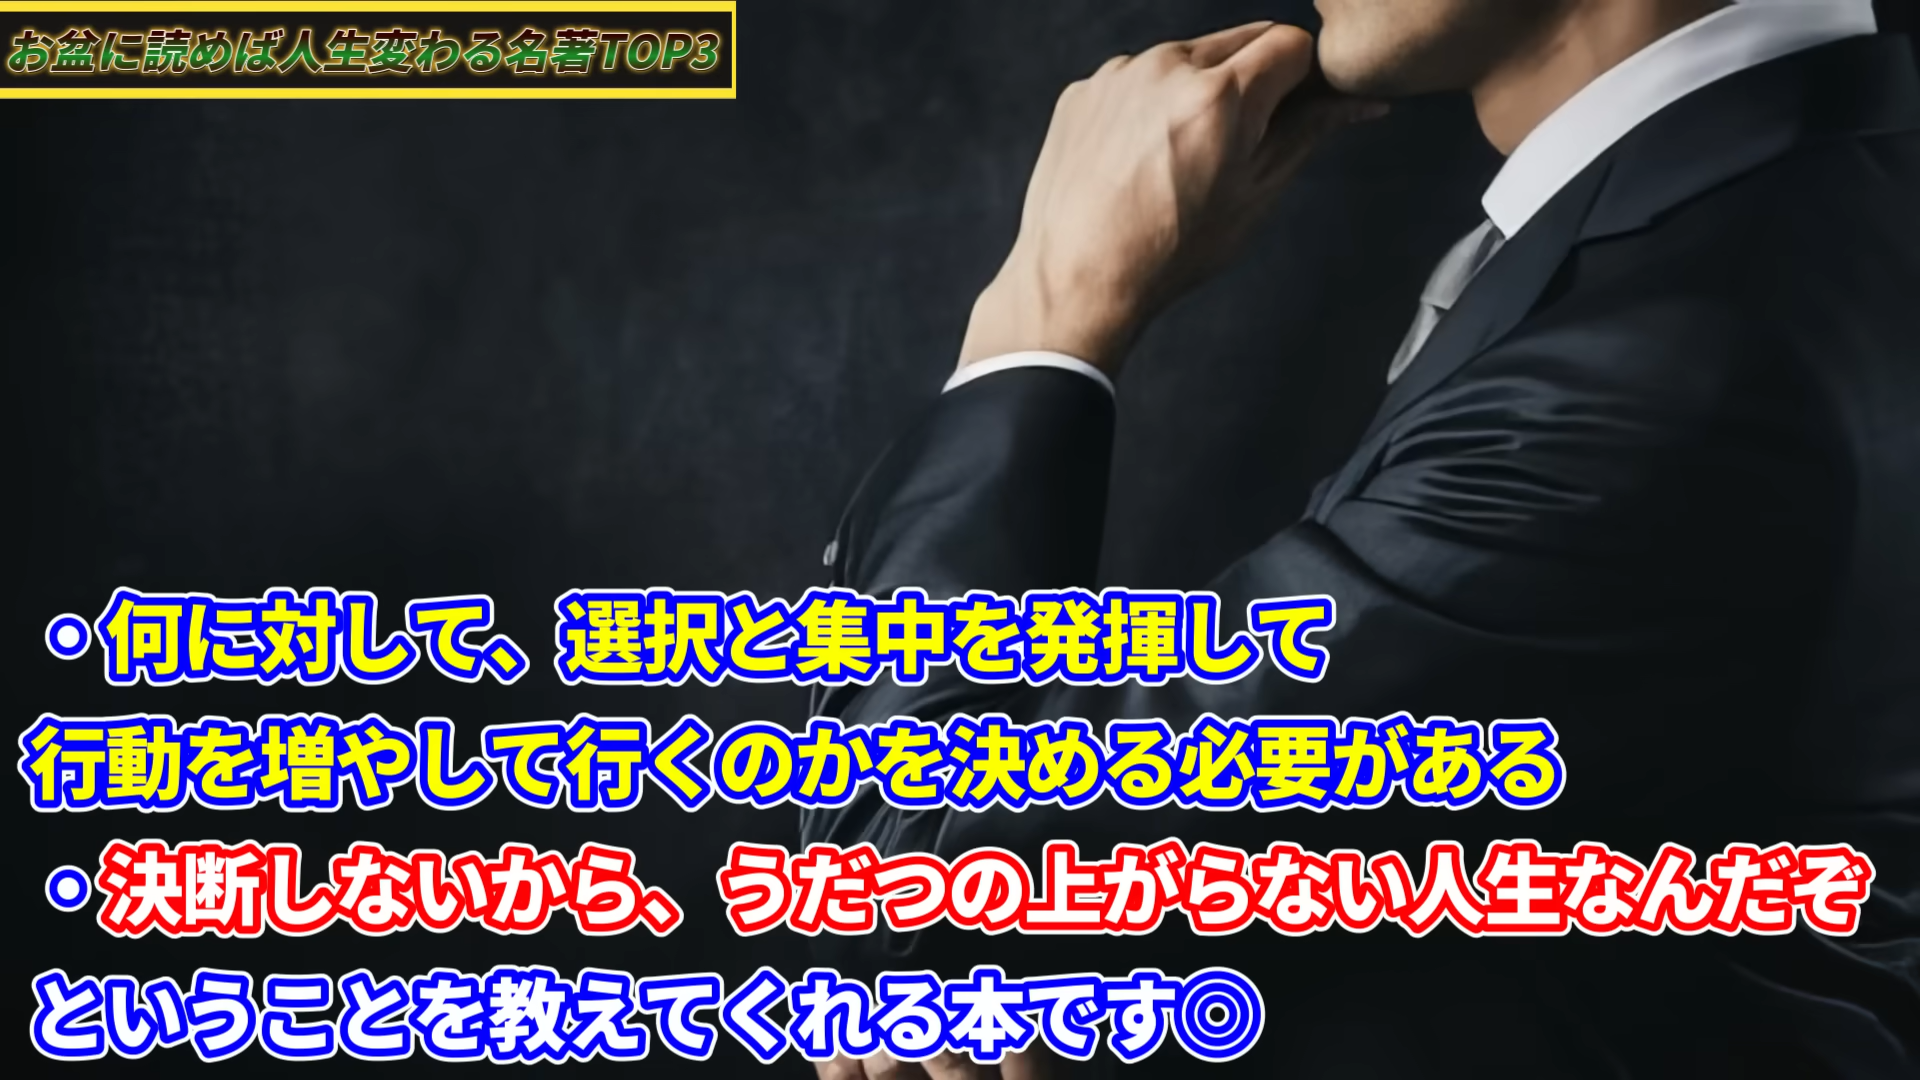 お盆に読めば人生変わる名著TOP3
・何に対して、選択と集中を発揮して
行動を増やして行くのかを決める必要がある
・決断しないから、うだつの上がらない人生なんだぞ
ということを教えてくれる本です◎